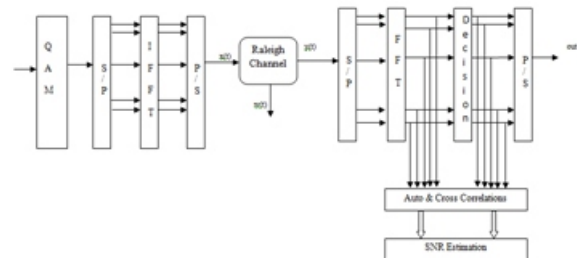 Q A M
S / P
I F F T
P / S
x(t)
Raleigh
Channel
y(t)
n(t)
S / P
F F T
D e c i s i o n
P / S
out
Auto & Cross Correlations
SNR Estimation